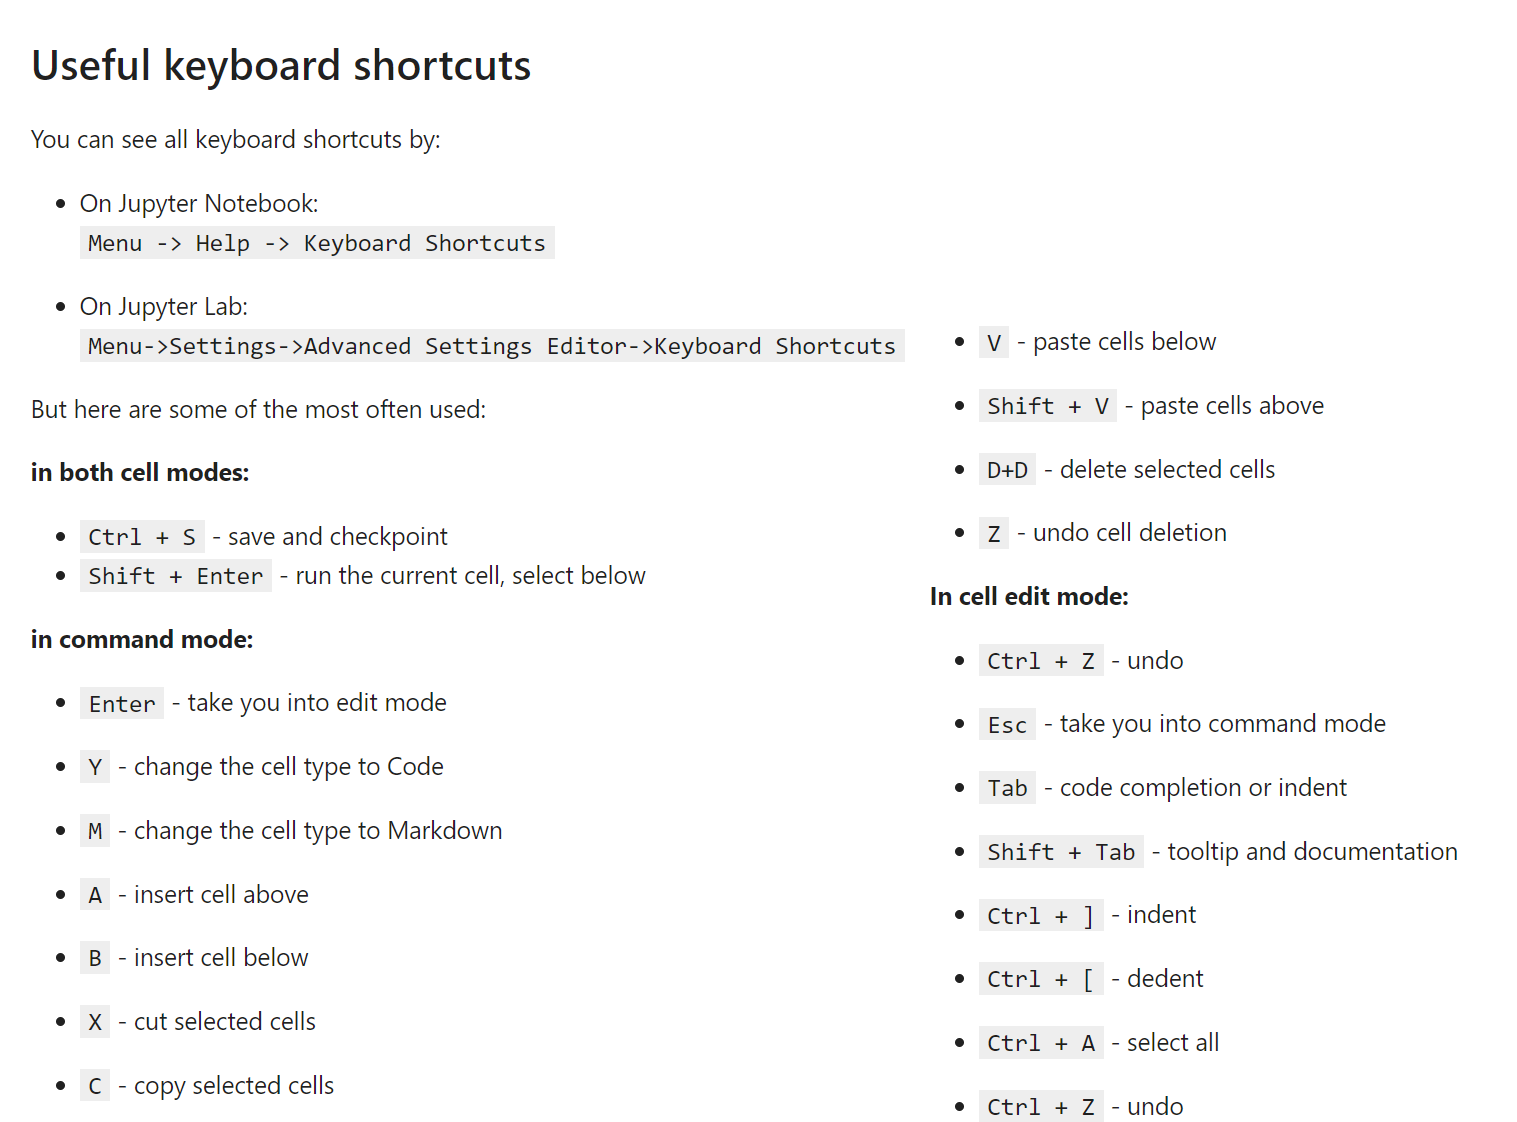 Useful keyboard shortcuts
You can see all keyboard shortcuts by:
On Jupyter Notebook:
Menu -> Help -> Keyboard Shortcuts
On Jupyter Lab:
Menu->Settings->Advanced Settings Editor->Keyboard Shortcuts
But here are some of the most often used:
in both cell modes:
Ctrl + S - save and checkpoint
Shift + Enter - run the current cell, select below
in command mode:
Enter - take you into edit mode
Y - change the cell type to Code
M - change the cell type to Markdown
A - insert cell above
B - insert cell below
X - cut selected cells
C - copy selected cells
V - paste cells below
Shift + V - paste cells above
D+D - delete selected cells
Z - undo cell deletion
In cell edit mode:
Ctrl + Z - undo
Esc - take you into command mode
Tab - code completion or indent
Shift + Tab - tooltip and documentation
Ctrl + ] - indent
Ctrl + [ - dedent
Ctrl + A - select all
Ctrl + Z - undo